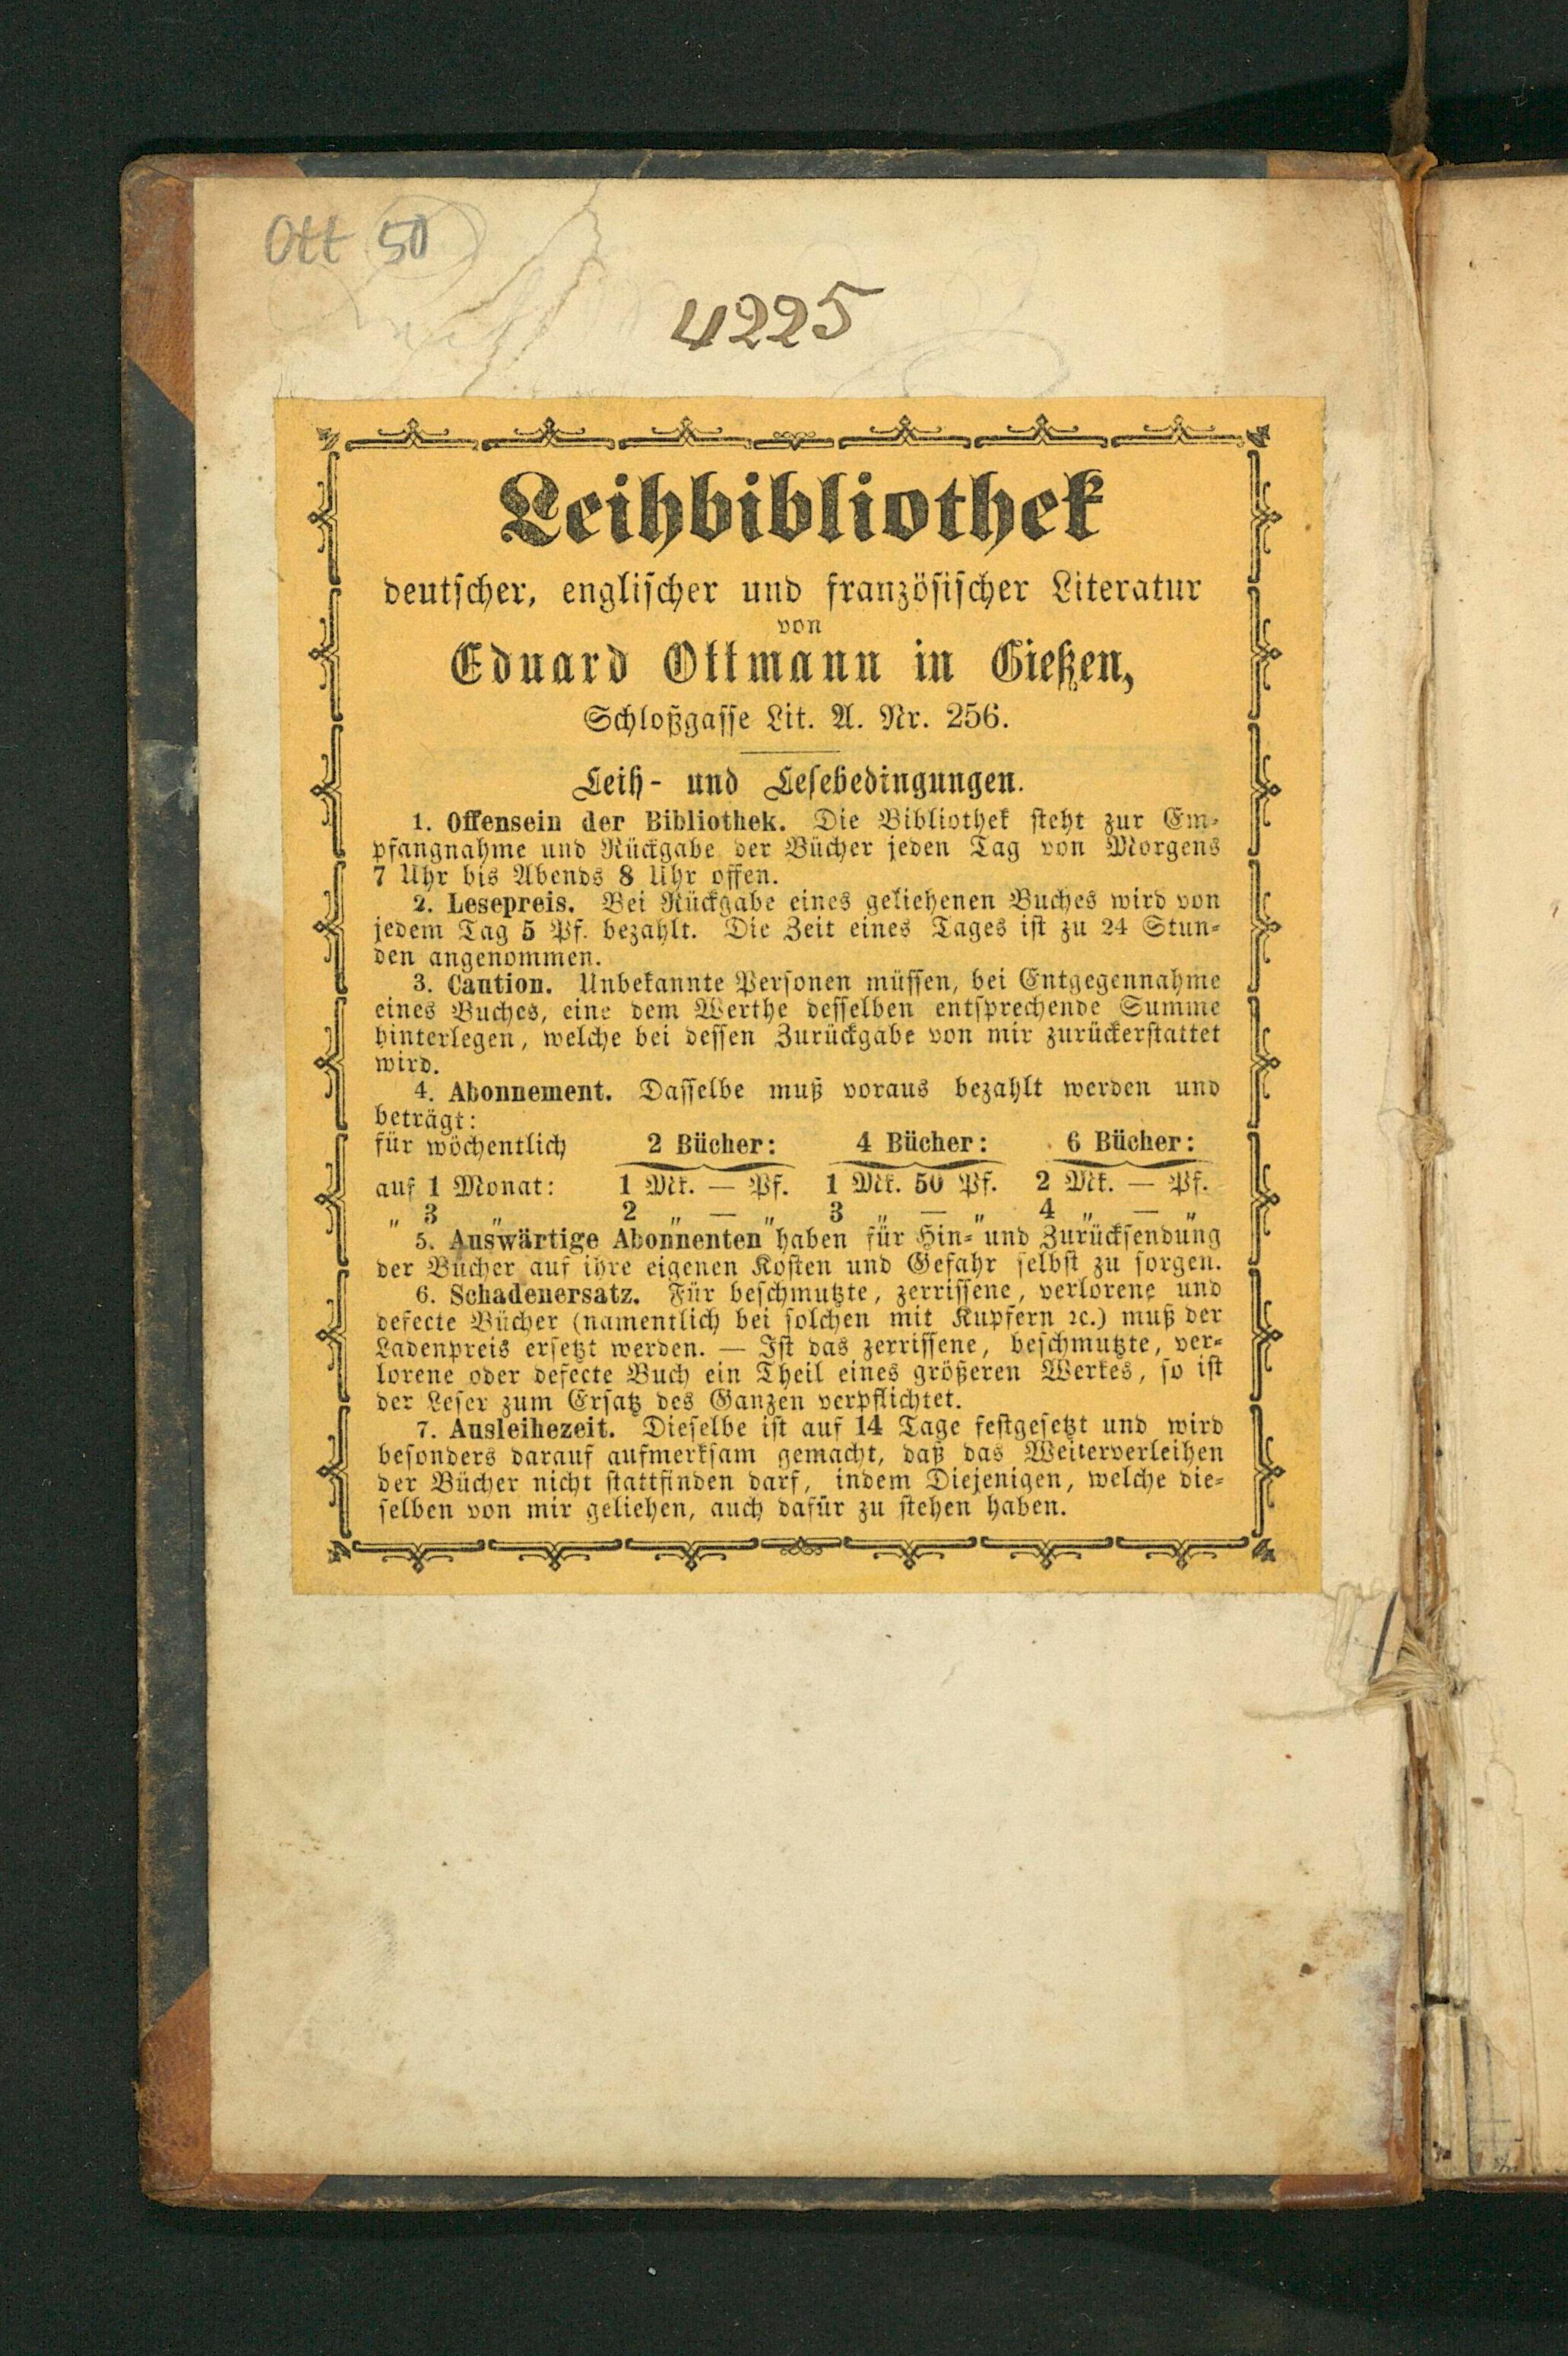 Ott 50
4225
Leihbibliothek
deutscher, englischer und französischer Literatur
von
Eduard Ottmann in Gießen,
Schloßgasse Lit. A. Nr. 256.
Leih- und Lesebedingungen.
1. Offensein der Bibliothek. Die Bibliothek steht zur Em-
pfangnahme und Rückgabe der Bücher jeden Tag von Morgens
7 Uhr bis Abends 8 Uhr offen.
2. Lesepreis. Bei Rückgabe eines geliehenen Buches wird von
jedem Tag 5 Pf. bezahlt. Die Zeit eines Tages ist zu 24 Stun-
den angenommen.
3. Caution. Unbekannte Personen müssen, bei Entgegennahme
eines Buches, eine dem Werthe desselben entsprechende Summe
hinterlegen, welche bei dessen Zurückgabe von mir zurückerstattet
wird.
4. Abonnement. Dasselbe muß voraus bezahlt werden und
beträgt:
für wöchentlich 2 Bücher: 4 Bücher: 6 Bücher:
auf 1 Monat: 1 Mk. — Pf. 1 Mk. 50 Pf. 2 Mk. — Pf.
„ 3 „ 2 „ — „ 3 „ — „ 4 „ — „
5. Auswärtige Abonnenten haben für Hin- und Zurücksendung
der Bücher auf ihre eigenen Kosten und Gefahr selbst zu sorgen.
6. Schadenersatz. Für beschmutzte, zerrissene, verlorene und
defecte Bücher (namentlich bei solchen mit Kupfern ꝛc.) muß der
Ladenpreis ersetzt werden. — Ist das zerrissene, beschmutzte, ver-
lorene oder defecte Buch ein Theil eines größeren Werkes, so ist
der Leser zum Ersatz des Ganzen verpflichtet.
7. Ausleihezeit. Dieselbe ist auf 14 Tage festgesetzt und wird
besonders darauf aufmerksam gemacht, daß das Weiterverleihen
der Bücher nicht stattfinden darf, indem Diejenigen, welche die-
selben von mir geliehen, auch dafür zu stehen haben.